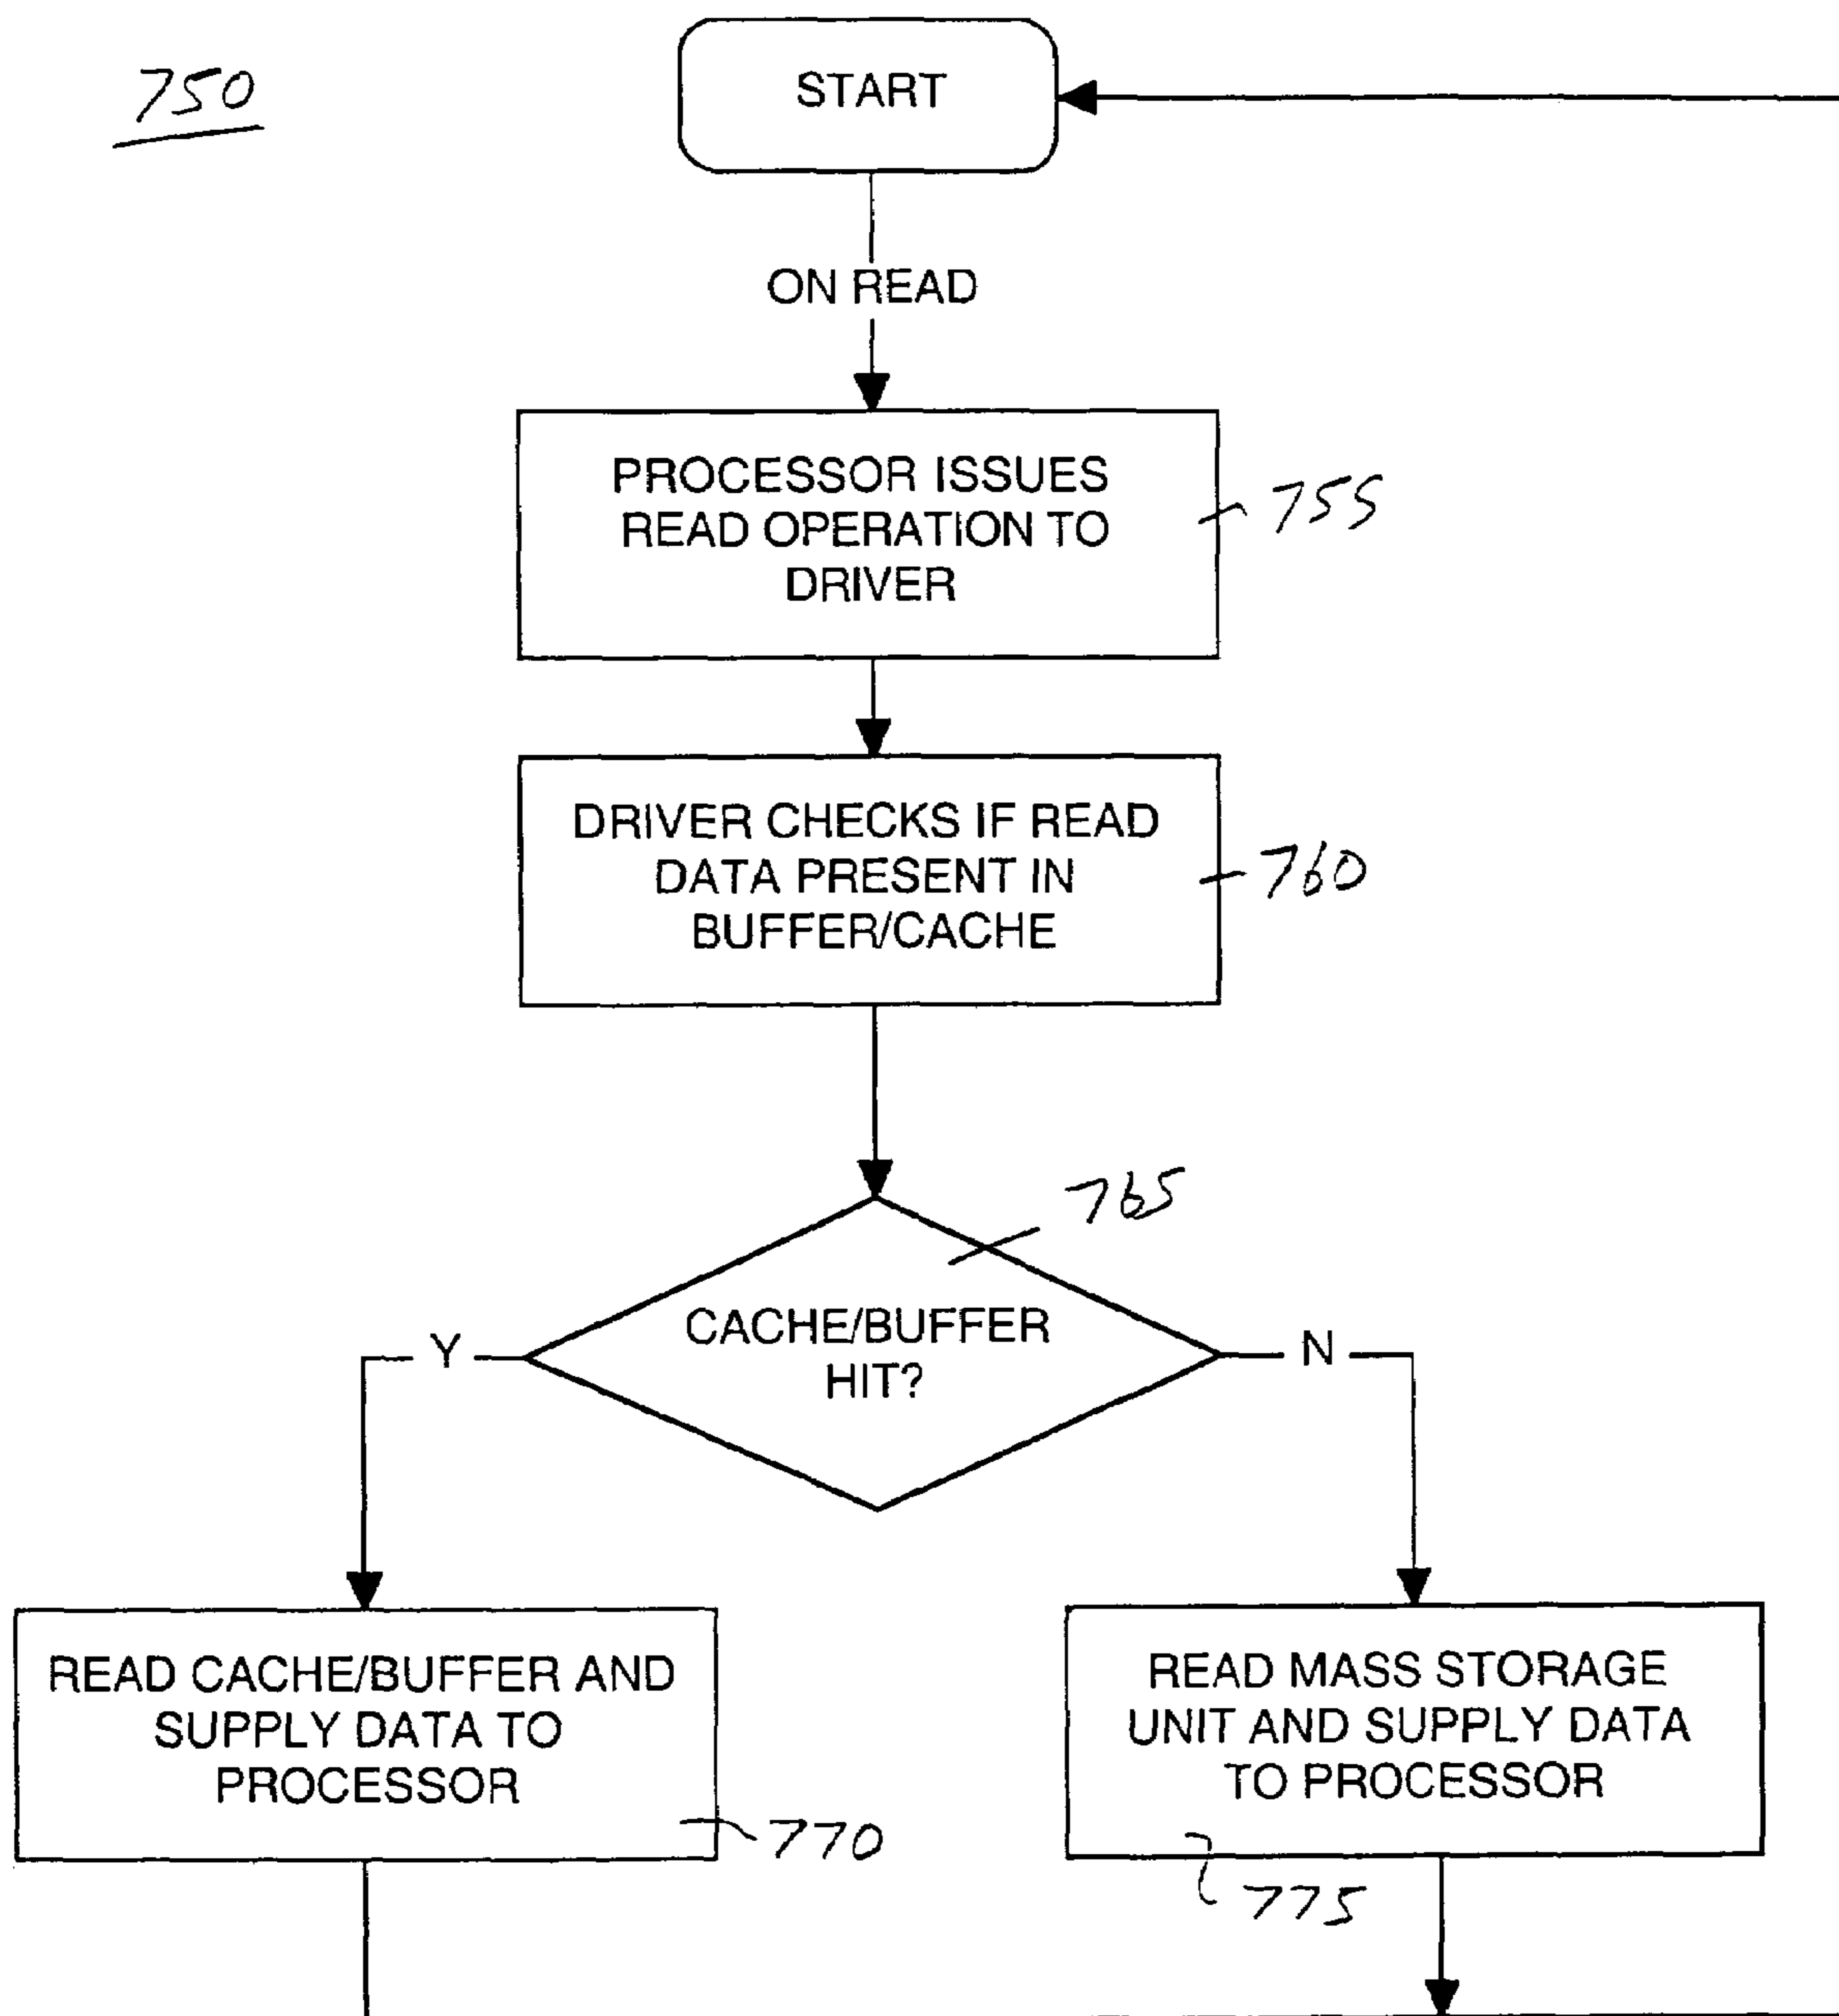 750
START
ON READ
PROCESSOR ISSUES
READ OPERATION TO
DRIVER
755
DRIVER CHECKS IF READ
DATA PRESENT IN
BUFFER/CACHE
760
765
CACHE/BUFFER
HIT?
Y
N
READ CACHE/BUFFER AND
SUPPLY DATA TO
PROCESSOR
770
READ MASS STORAGE
UNIT AND SUPPLY DATA
TO PROCESSOR
775